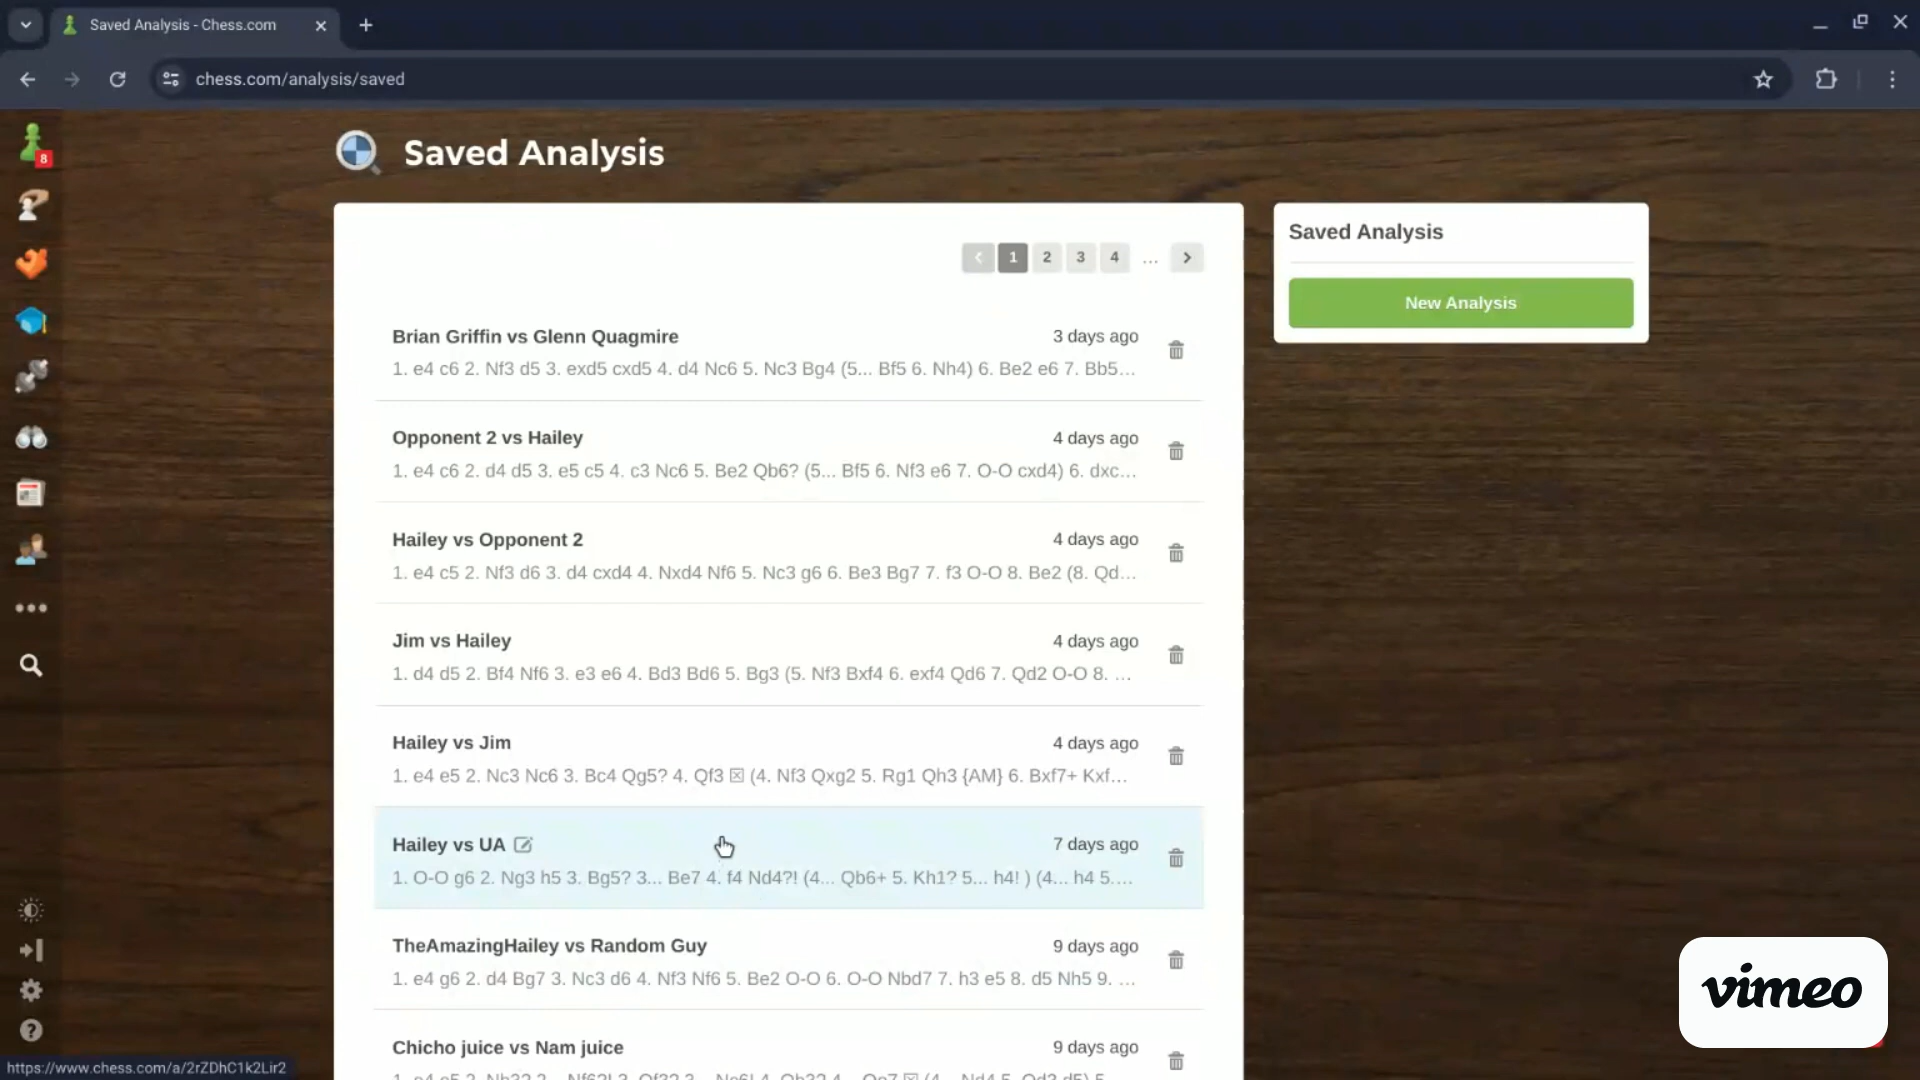 Saved Analysis - Chess.com
chess.com/analysis/saved
8
Saved Analysis
1 2 3 4 ...
Saved Analysis
New Analysis
Brian Griffin vs Glenn Quagmire 3 days ago
1. e4 c6 2. Nf3 d5 3. exd5 cxd5 4. d4 Nc6 5. Nc3 Bg4 (5... Bf5 6. Nh4) 6. Be2 e6 7. Bb5...
Opponent 2 vs Hailey 4 days ago
1. e4 c6 2. d4 d5 3. e5 c5 4. c3 Nc6 5. Be2 Qb6? (5... Bf5 6. Nf3 e6 7. O-O cxd4) 6. dxc...
Hailey vs Opponent 2 4 days ago
1. e4 c5 2. Nf3 d6 3. d4 cxd4 4. Nxd4 Nf6 5. Nc3 g6 6. Be3 Bg7 7. f3 O-O 8. Be2 (8. Qd...
Jim vs Hailey 4 days ago
1. d4 d5 2. Bf4 Nf6 3. e3 e6 4. Bd3 Bd6 5. Bg3 (5. Nf3 Bxf4 6. exf4 Qd6 7. Qd2 O-O 8. ...
Hailey vs Jim 4 days ago
1. e4 e5 2. Nc3 Nc6 3. Bc4 Qg5? 4. Qf3 ☒ (4. Nf3 Qxg2 5. Rg1 Qh3 {AM} 6. Bxf7+ Kxf...
Hailey vs UA 7 days ago
1. O-O g6 2. Ng3 h5 3. Bg5? 3... Be7 4. f4 Nd4?! (4... Qb6+ 5. Kh1? 5... h4! ) (4... h4 5....
TheAmazingHailey vs Random Guy 9 days ago
1. e4 g6 2. d4 Bg7 3. Nc3 d6 4. Nf3 Nf6 5. Be2 O-O 6. O-O Nbd7 7. h3 e5 8. d5 Nh5 9. ...
Chicho juice vs Nam juice 9 days ago
https://www.chess.com/a/2rZDhC1k2Lir2
vimeo